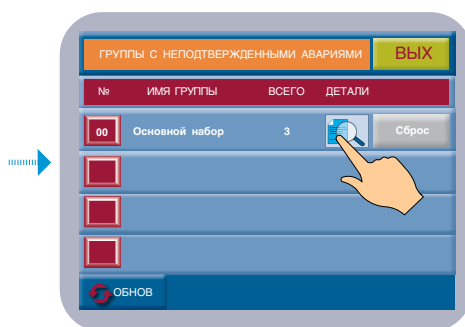 ГРУППЫ С НЕПОДТВЕРЖДЕННЫМИ АВАРИЯМИ ВЫХ
№ ИМЯ ГРУППЫ ВСЕГО ДЕТАЛИ
00 Основной набор 3 Сброс
ОБНОВ